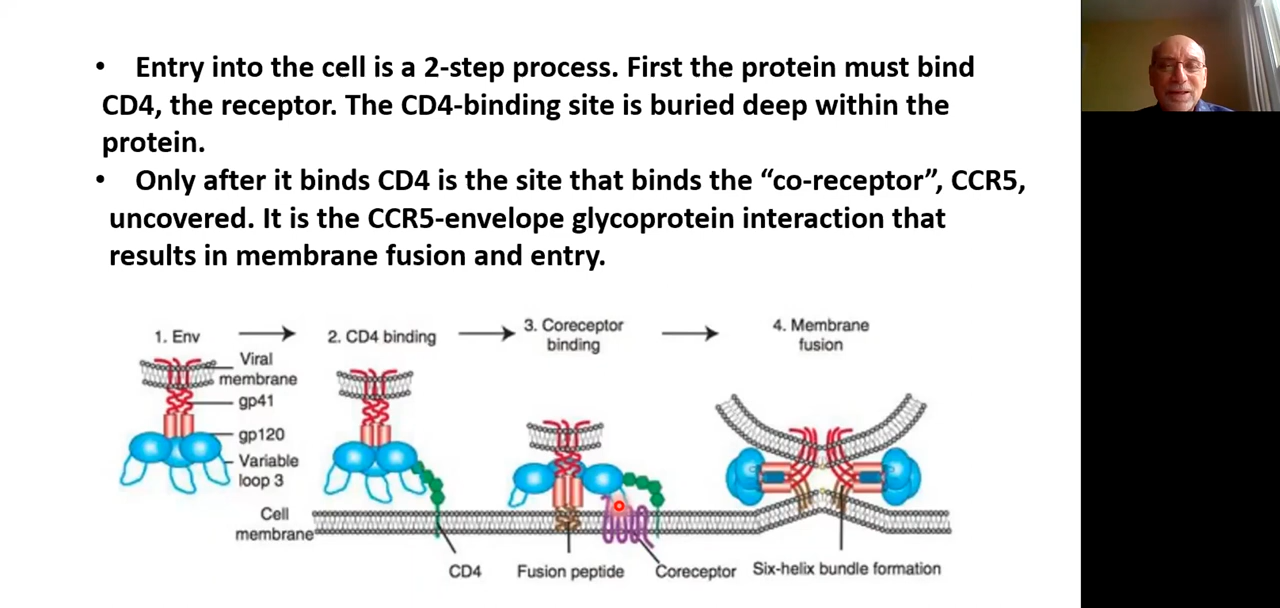 • Entry into the cell is a 2-step process. First the protein must bind
CD4, the receptor. The CD4-binding site is buried deep within the
protein.
• Only after it binds CD4 is the site that binds the “co-receptor”, CCR5,
uncovered. It is the CCR5-envelope glycoprotein interaction that
results in membrane fusion and entry.
1. Env
2. CD4 binding
3. Coreceptor
binding
4. Membrane
fusion
Viral
membrane
gp41
gp120
Variable
loop 3
Cell
membrane
CD4
Fusion peptide
Coreceptor
Six-helix bundle formation